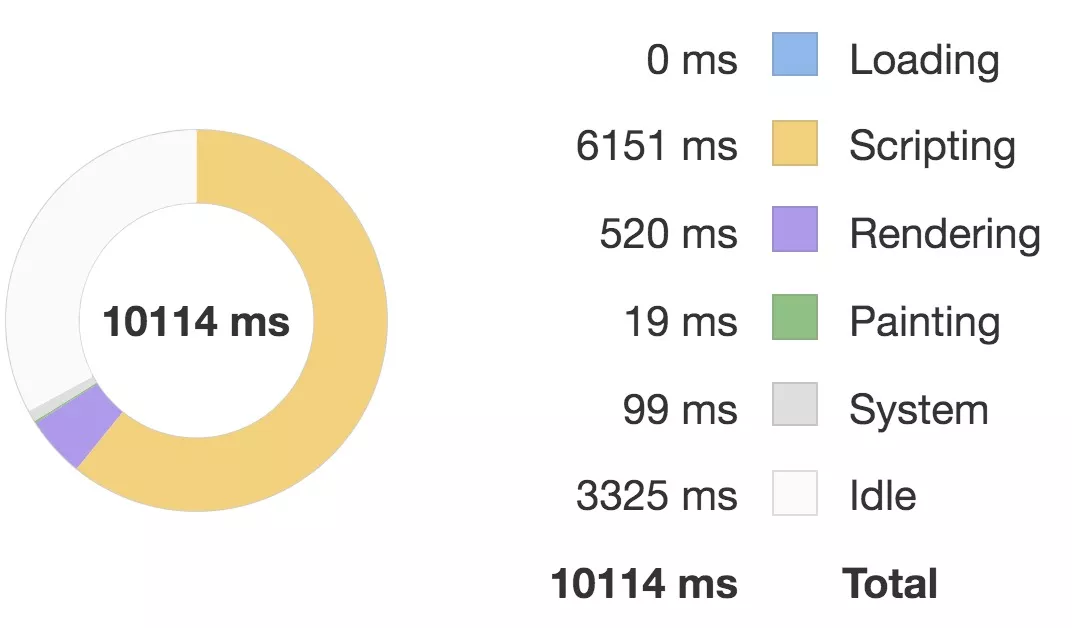 10114 ms
0 ms Loading
6151 ms Scripting
520 ms Rendering
19 ms Painting
99 ms System
3325 ms Idle
10114 ms Total